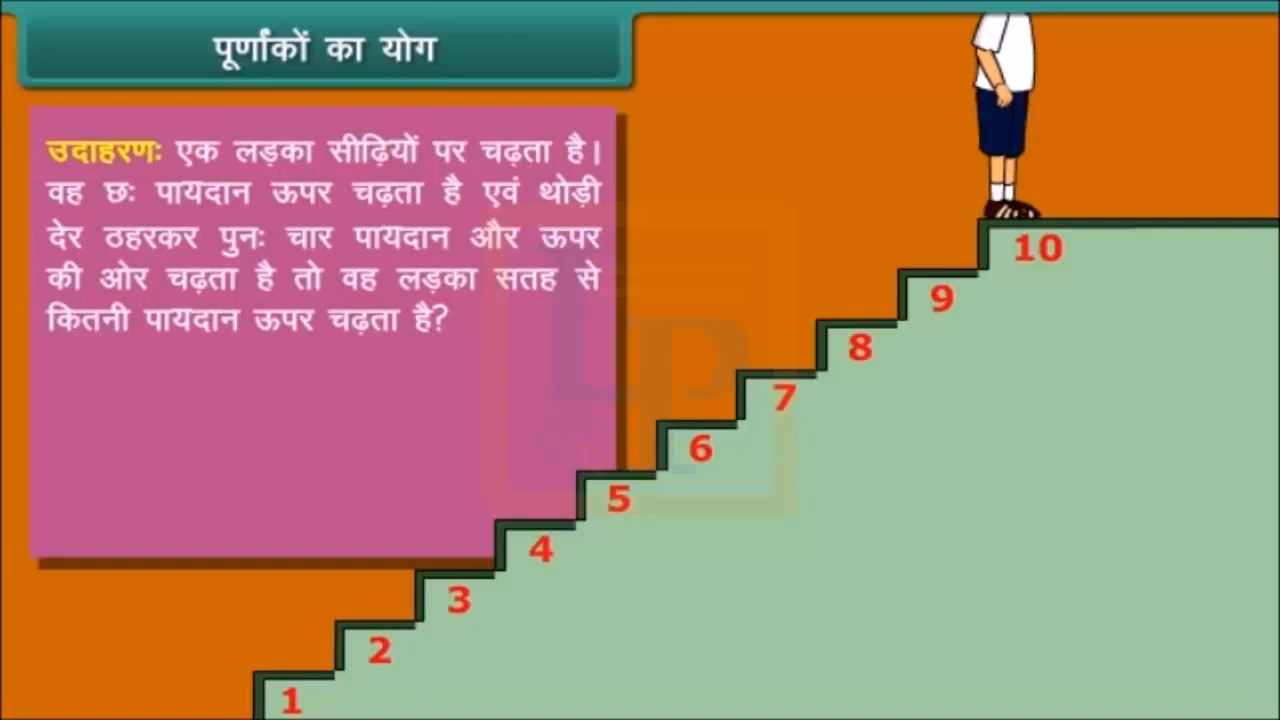 पूर्णांकों का योग
उदाहरणः एक लड़का सीढ़ियों पर चढ़ता है।
वह छः पायदान ऊपर चढ़ता है एवं थोड़ी
देर ठहरकर पुनः चार पायदान और ऊपर
की ओर चढ़ता है तो वह लड़का सतह से
कितनी पायदान ऊपर चढ़ता है?
10
9
8
7
6
5
4
3
2
1